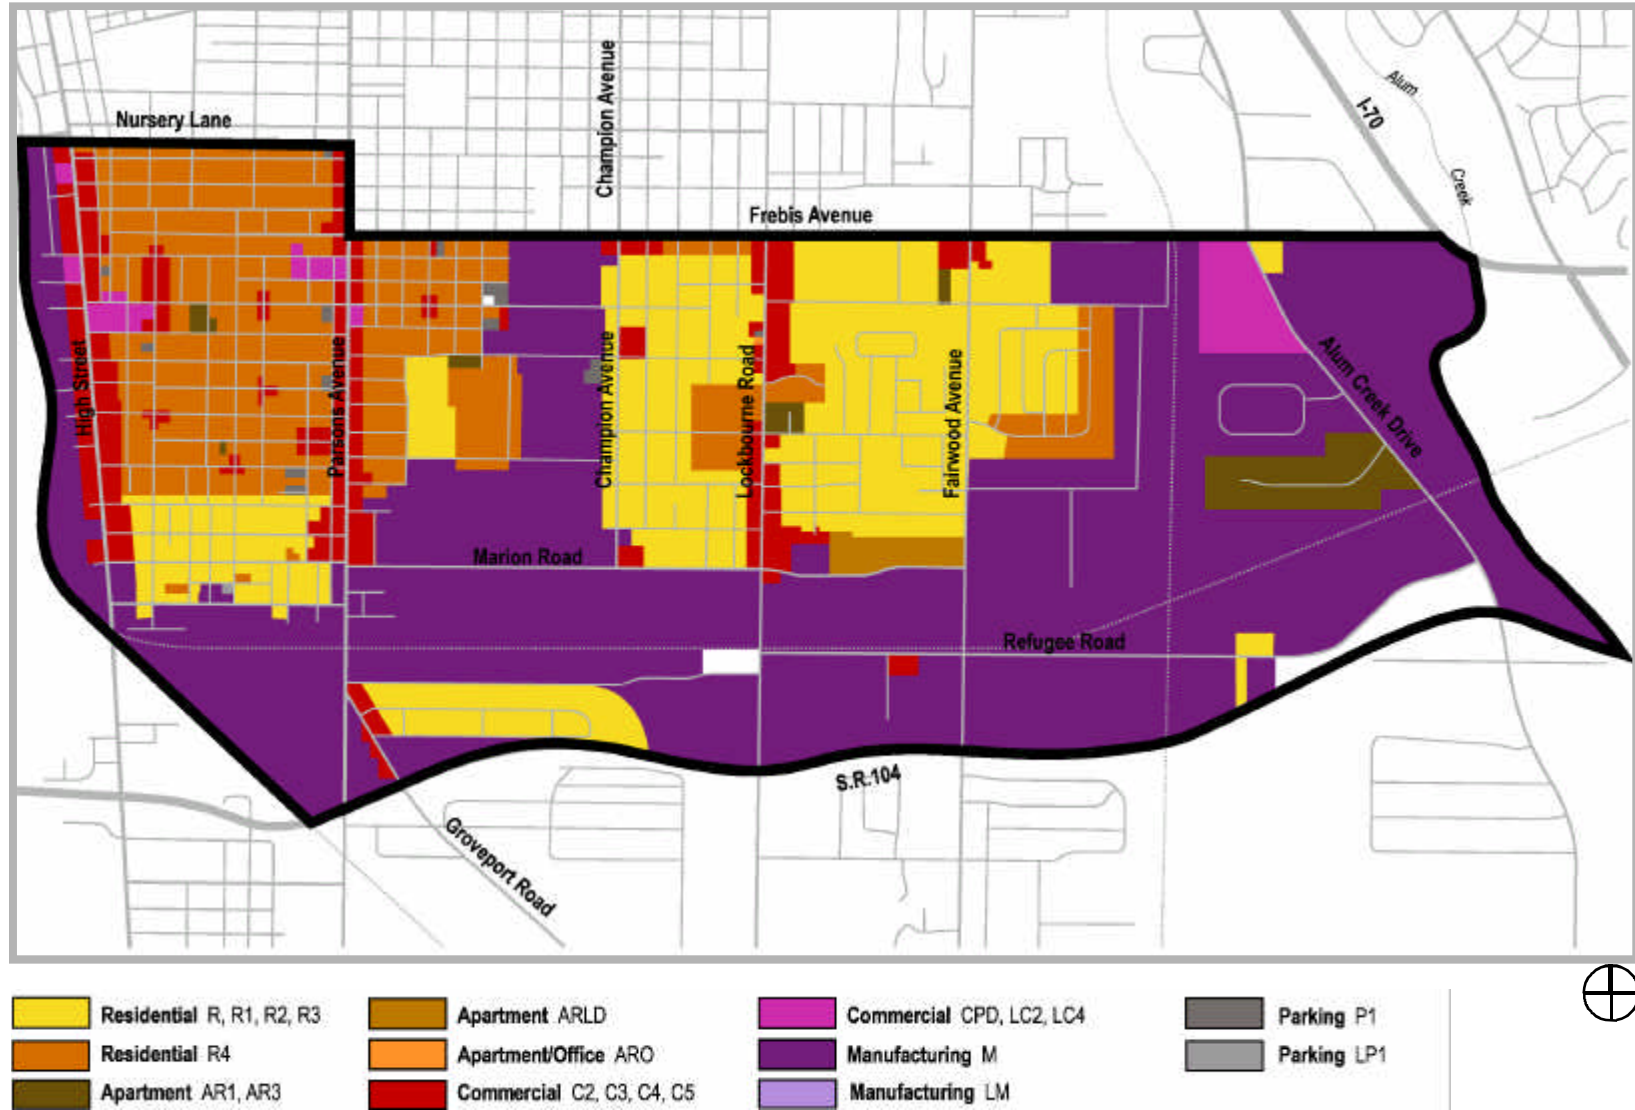 Nursery Lane
Champion Avenue
Alum
I-70
Creek
Frebis Avenue
High Street
Parsons Avenue
Champion Avenue
Lockbourne Road
Fairwood Avenue
Alum Creek Drive
Marion Road
Refugee Road
S.R.104
Groveport Road
Residential R, R1, R2, R3
Apartment ARLD
Commercial CPD, LC2, LC4
Parking P1
Residential R4
Apartment/Office ARO
Manufacturing M
Parking LP1
Apartment AR1, AR3
Commercial C2, C3, C4, C5
Manufacturing LM